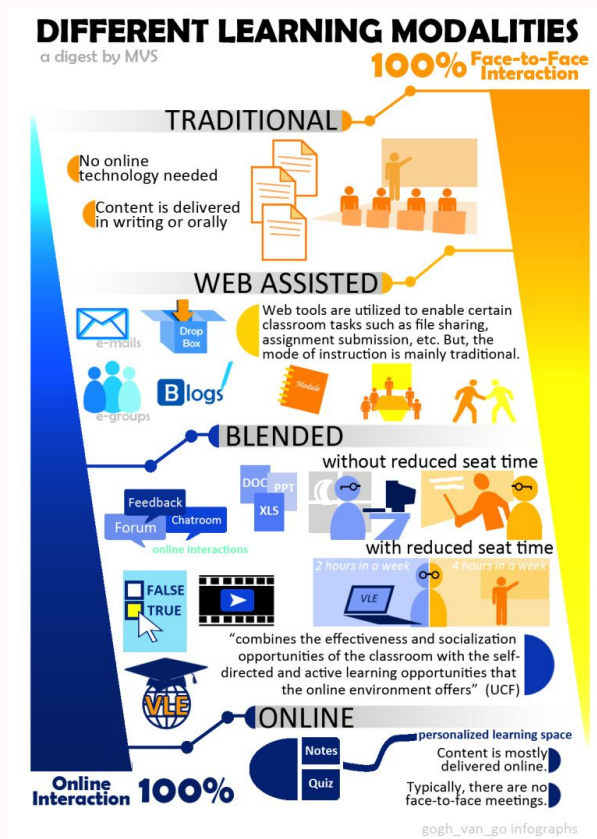 DIFFERENT LEARNING MODALITIES
a digest by MVS
100% Face-to-Face
Interaction
TRADITIONAL
No online
technology needed
Content is delivered
in writing or orally
WEB ASSISTED
e-mails
Drop
Box
Web tools are utilized to enable certain
classroom tasks such as file sharing,
assignment submission, etc. But, the
mode of instruction is mainly traditional.
e-groups
Blogs
Module
BLENDED
without reduced seat time
DOC
PPT
XLS
Feedback
Forum
Chatroom
online interactions
with reduced seat time
2 hours in a week
4 hours in a week
VLE
FALSE
TRUE
"combines the effectiveness and socialization
opportunities of the classroom with the self-
directed and active learning opportunities that
the online environment offers" (UCF)
VLE
ONLINE
Notes
Quiz
personalized learning space
Content is mostly
delivered online.
Typically, there are no
face-to-face meetings.
Online
Interaction 100%
gogh_van_go infographs